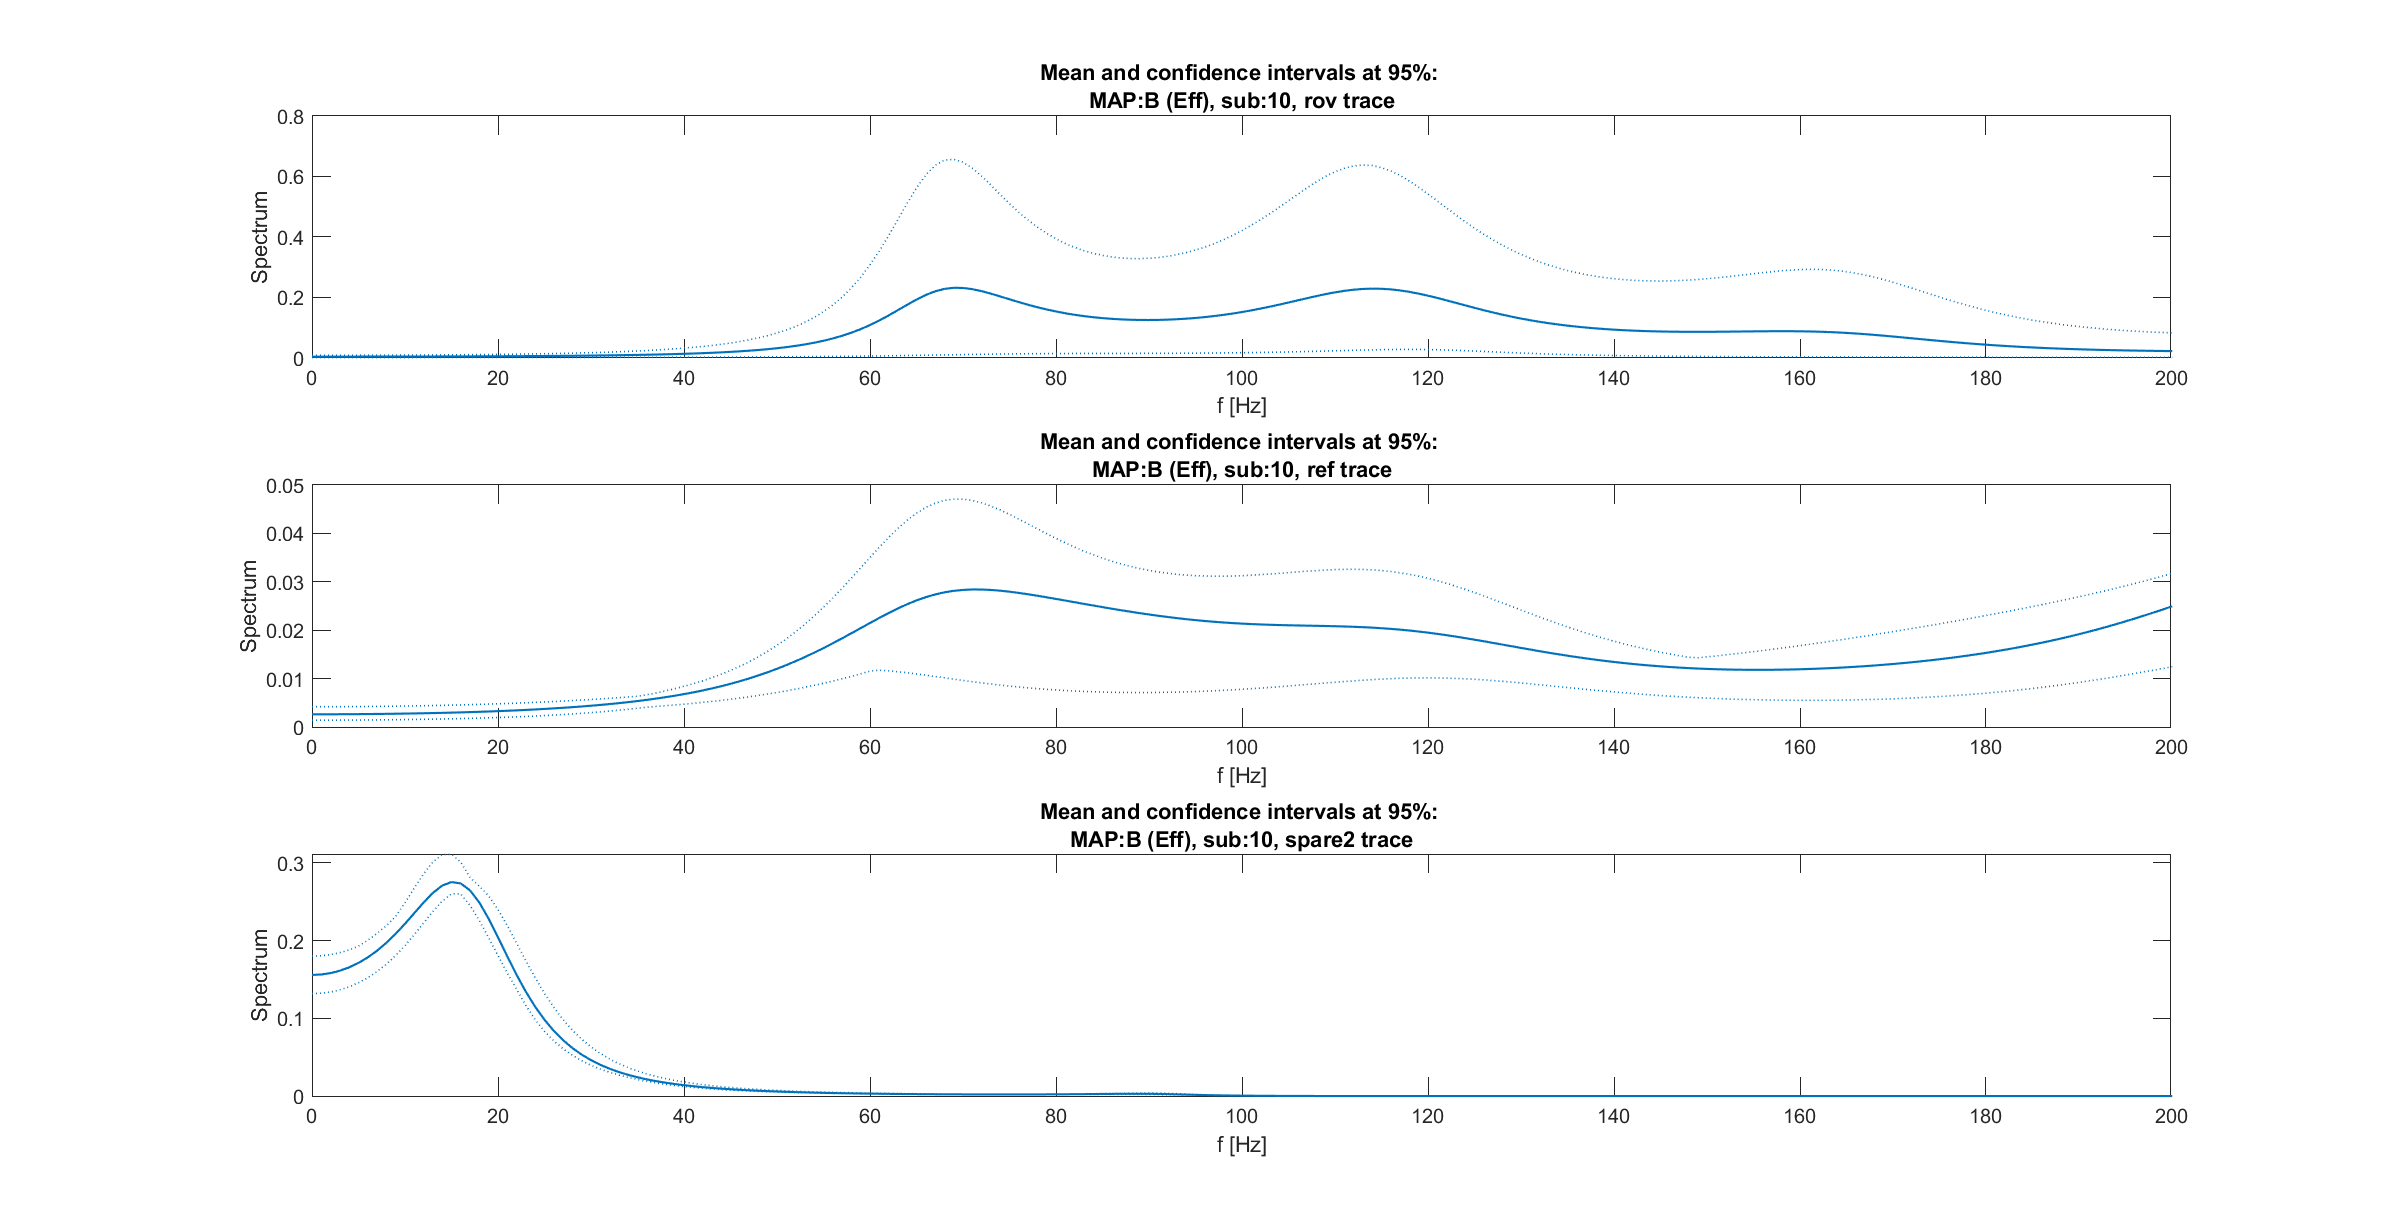 Mean and confidence intervals at 95%:
MAP:B (Eff), sub:10, rov trace
0.8
0.6
0.4
0.2
0
Spectrum
0 20 40 60 80 100 120 140 160 180 200
f [Hz]
Mean and confidence intervals at 95%:
MAP:B (Eff), sub:10, ref trace
0.05
0.04
0.03
0.02
0.01
0
Spectrum
0 20 40 60 80 100 120 140 160 180 200
f [Hz]
Mean and confidence intervals at 95%:
MAP:B (Eff), sub:10, spare2 trace
0.3
0.2
0.1
0
Spectrum
0 20 40 60 80 100 120 140 160 180 200
f [Hz]